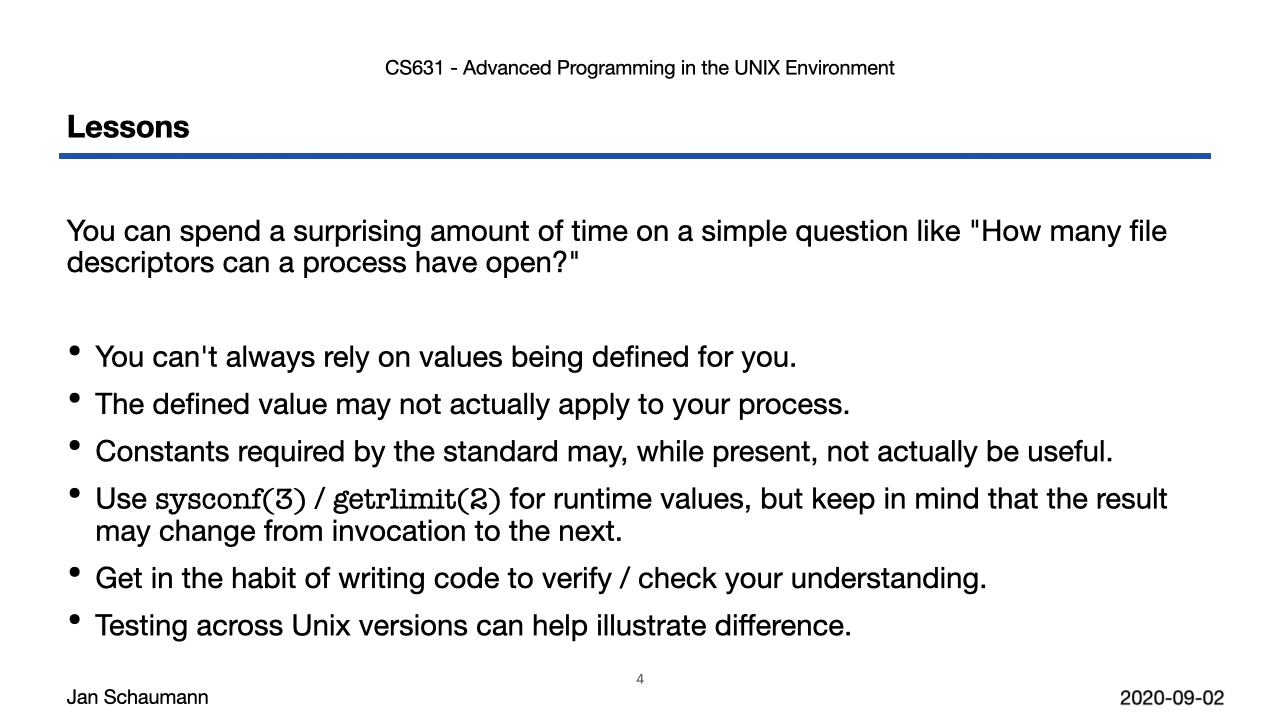 CS631 - Advanced Programming in the UNIX Environment
Lessons
You can spend a surprising amount of time on a simple question like "How many file
descriptors can a process have open?"
• You can't always rely on values being defined for you.
• The defined value may not actually apply to your process.
• Constants required by the standard may, while present, not actually be useful.
• Use sysconf(3) / getrlimit(2) for runtime values, but keep in mind that the result
may change from invocation to the next.
• Get in the habit of writing code to verify / check your understanding.
• Testing across Unix versions can help illustrate difference.
4
Jan Schaumann
2020-09-02